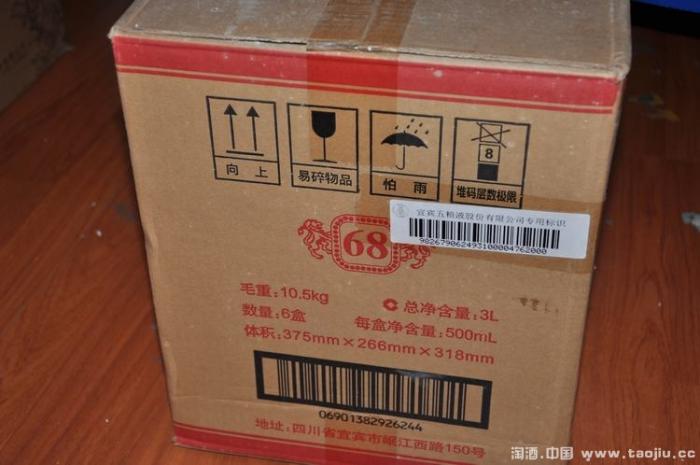 8
向上
易碎物品
怕雨
堆码层数极限
宜宾五粮液股份有限公司专用标识
982679062493100004762000
68
毛重:10.5kg
总净含量:3L
数量:6盒
每盒净含量:500mL
体积:375mm×266mm×318mm
06901382926244
地址:四川省宜宾市岷江西路150号
淘酒.中国 www.taojiu.cc